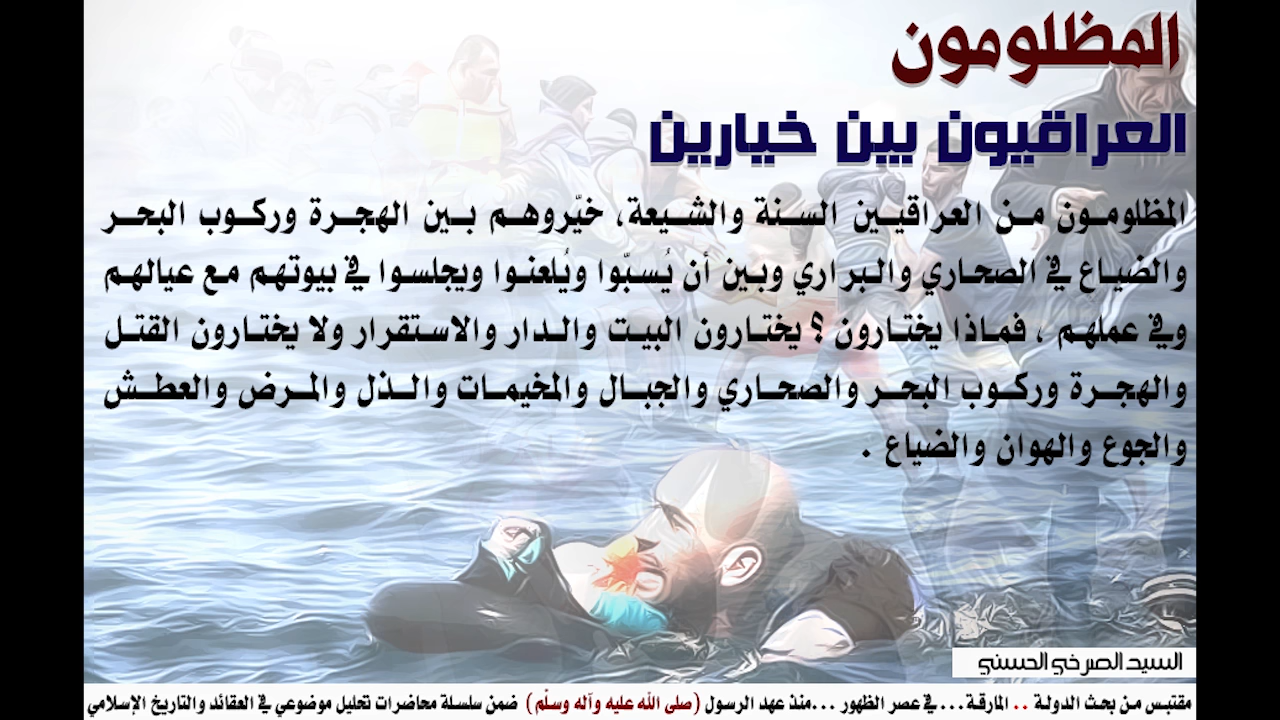 المظلومون
العراقيون بين خيارين
المظلومون من العراقيين السنة والشيعة، خيّروهم بين الهجرة وركوب البحر
والضياع في الصحاري والبراري وبين أن يُسبّوا ويُلعنوا ويجلسوا في بيوتهم مع عيالهم
وفي عملهم ، فماذا يختارون ؟ يختارون البيت والدار والاستقرار ولا يختارون القتل
والهجرة وركوب البحر والصحاري والجبال والمخيمات والذل والمرض والعطش
والجوع والهوان والضياع .
السيد الصرخي الحسني
مقتبس من بحث الدولة .. المارقة...في عصر الظهور ...منذ عهد الرسول (صلى الله عليه وآله وسلّم) ضمن سلسلة محاضرات تحليل موضوعي في العقائد والتاريخ الإسلامي